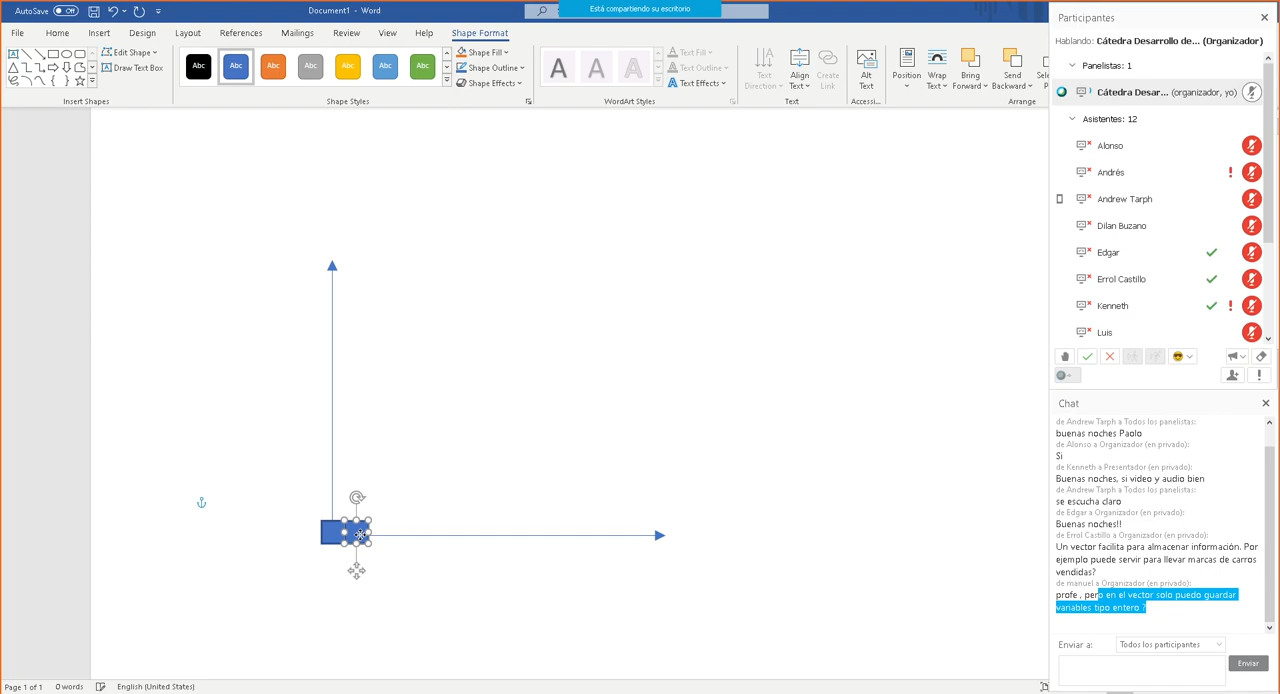 AutoSave Off
Document1 - Word
Está compartiendo su escritorio
File Home Insert Design Layout References Mailings Review View Help Shape Format
Edit Shape
Draw Text Box
Insert Shapes
Abc Abc Abc Abc Abc Abc Abc
Shape Styles
Shape Fill
Shape Outline
Shape Effects
A A A
WordArt Styles
Text Fill
Text Outline
Text Effects
Text Direction
Align Text
Create Link
Text
Alt Text
Accessi...
Position
Wrap Text
Bring Forward
Send Backward
Arrange
Participantes
Hablando: Cátedra Desarrollo de... (Organizador)
Panelistas: 1
Cátedra Desar... (organizador, yo)
Asistentes: 12
Alonso
Andrés
Andrew Tarph
Dilan Buzano
Edgar
Errol Castillo
Kenneth
Luis
Chat
de Andrew Tarph a Todos los panelistas:
buenas noches Paolo
de Alonso a Organizador (en privado):
Si
de Kenneth a Presentador (en privado):
Buenas noches, si video y audio bien
de Andrew Tarph a Todos los panelistas:
se escucha claro
de Edgar a Organizador (en privado):
Buenas noches!!
de Errol Castillo a Organizador (en privado):
Un vector facilita para almacenar información. Por
ejemplo puede servir para llevar marcas de carros
vendidas?
de manuel a Organizador (en privado):
profe , pero en el vector solo puedo guardar
variables tipo entero ?
Enviar a: Todos los participantes
Enviar
Page 1 of 1 0 words English (United States)